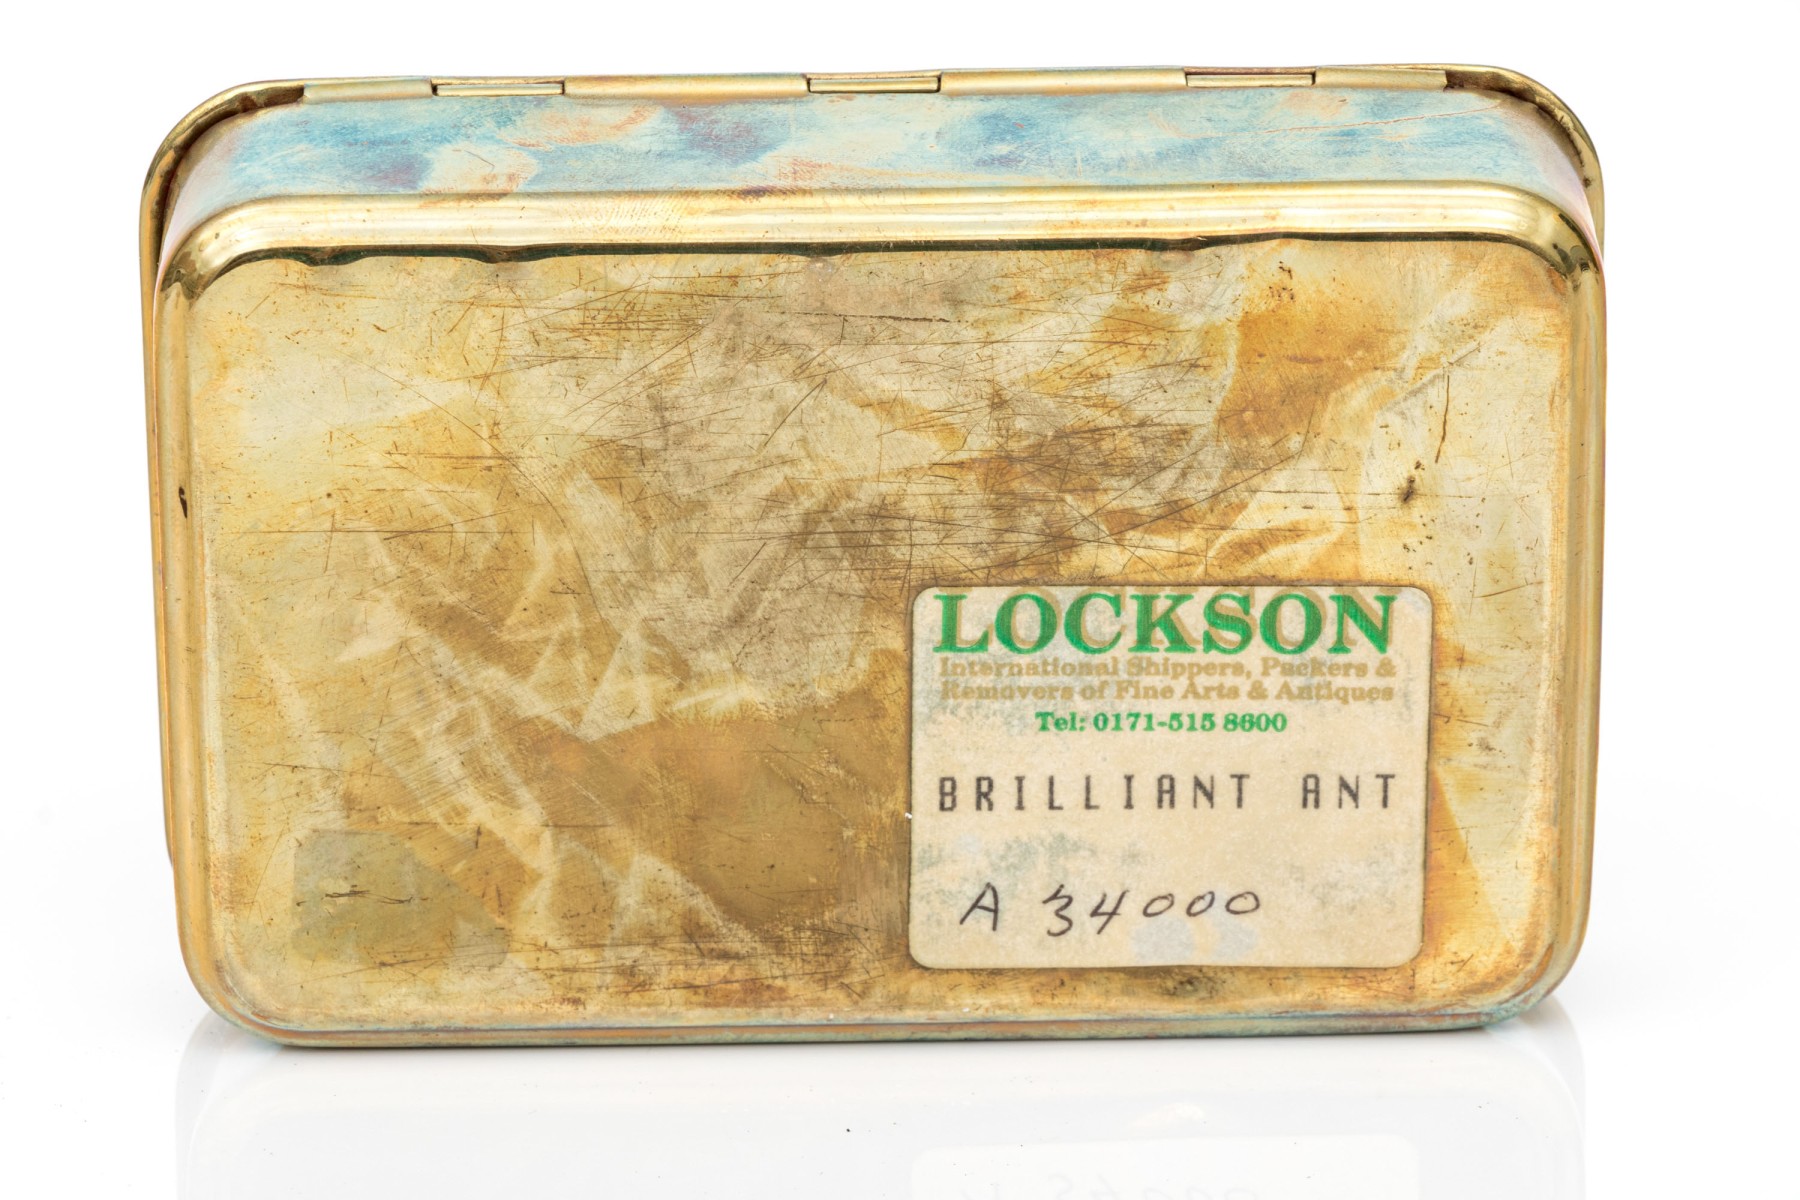 LOCKSON
International Shippers, Packers &
Removers of Fine Arts & Antiques
Tel: 0171-515 8600
BRILLIANT ANT
A 34000